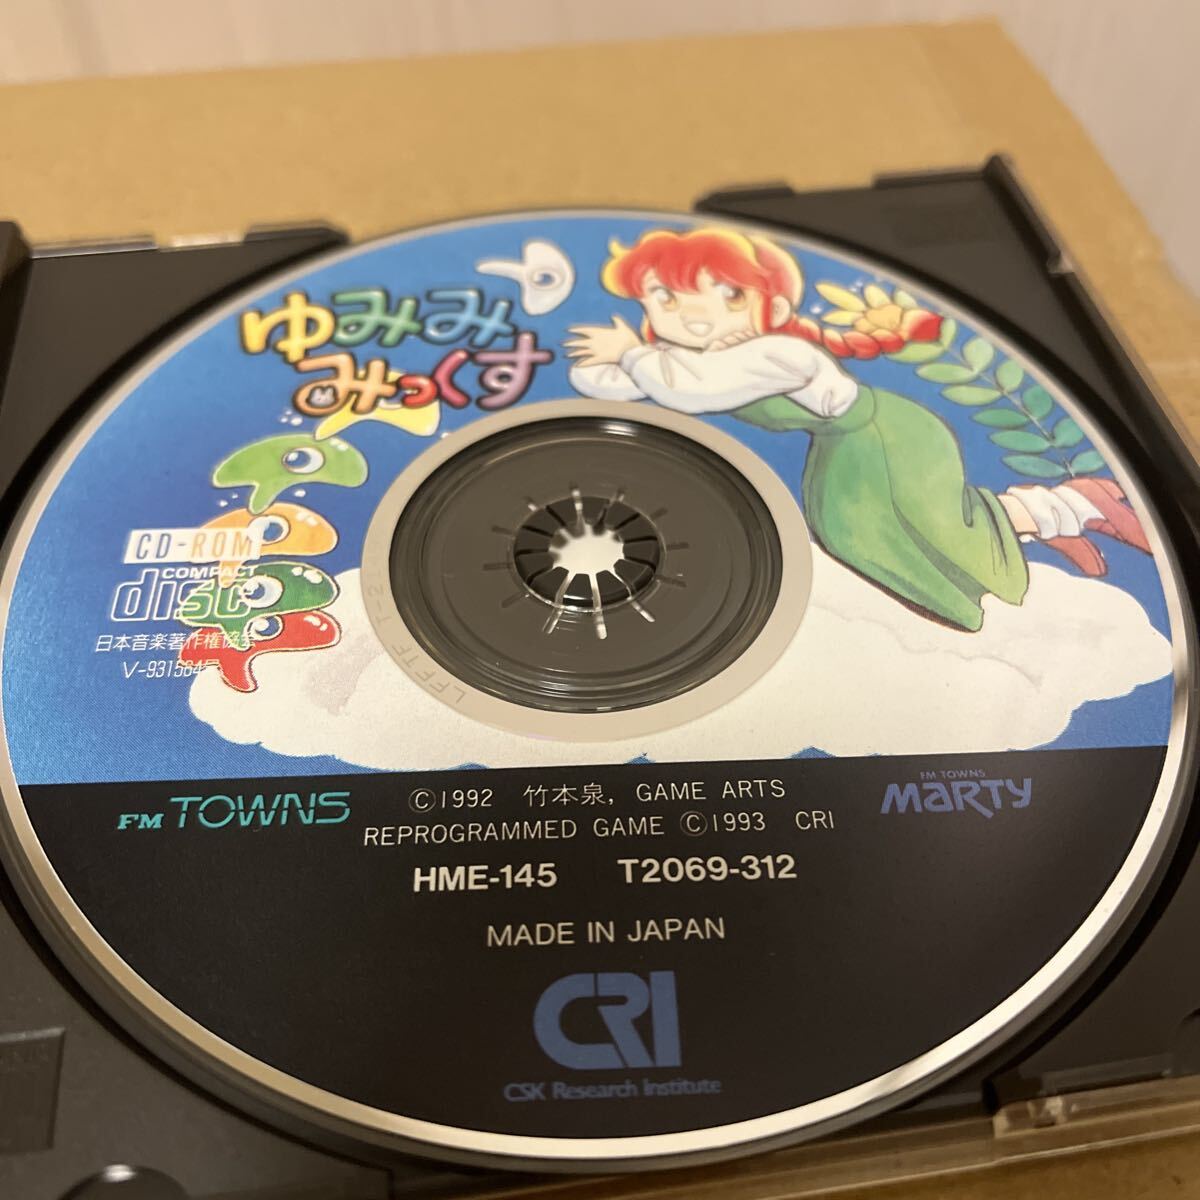 ゆみみ
みっくす
CD-ROM
COMPACT
disc
日本音楽著作権協会
FM TOWNS
©1992 竹本泉, GAME ARTS
REPROGRAMMED GAME ©1993 CRI
FM TOWNS
MARTY
HME-145 T2069-312
MADE IN JAPAN
CRI
CSK Research Institute